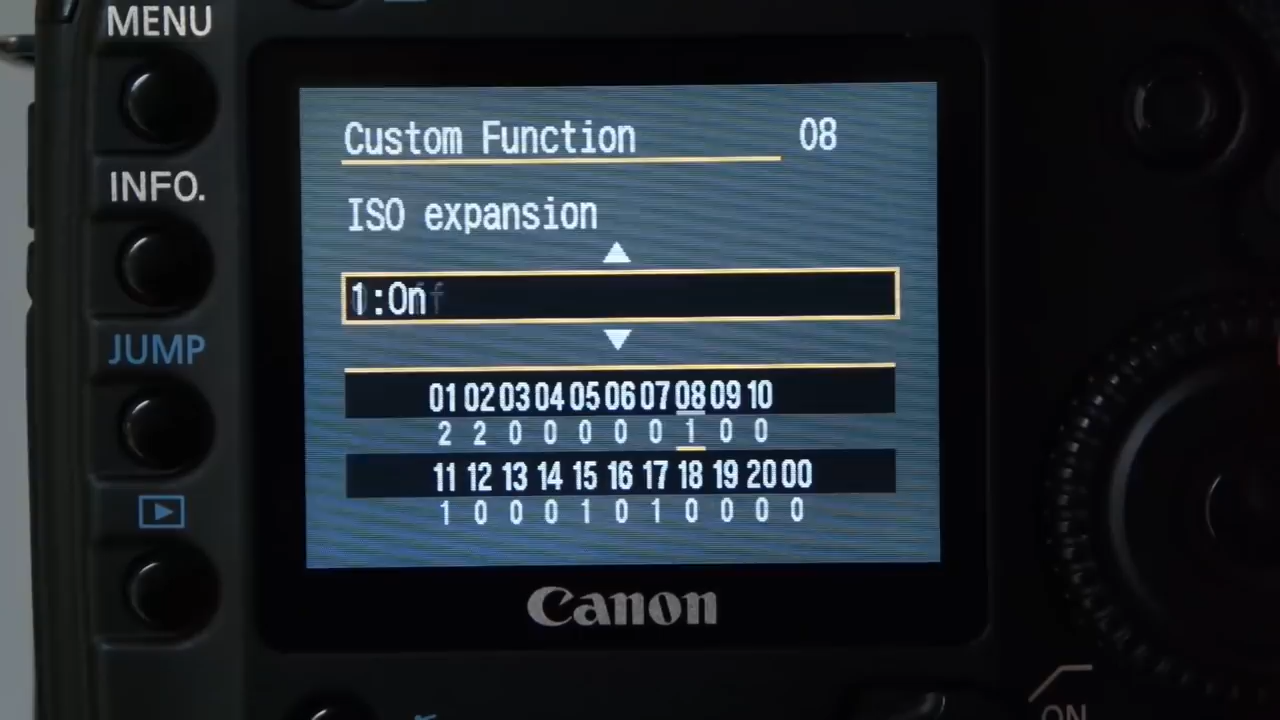 MENU
Custom Function 08
INFO.
ISO expansion
1:On
JUMP
01 02 03 04 05 06 07 08 09 10
2 2 0 0 0 0 0 1 0 0
11 12 13 14 15 16 17 18 19 20 00
1 0 0 0 1 0 1 0 0 0 0
Canon
ON